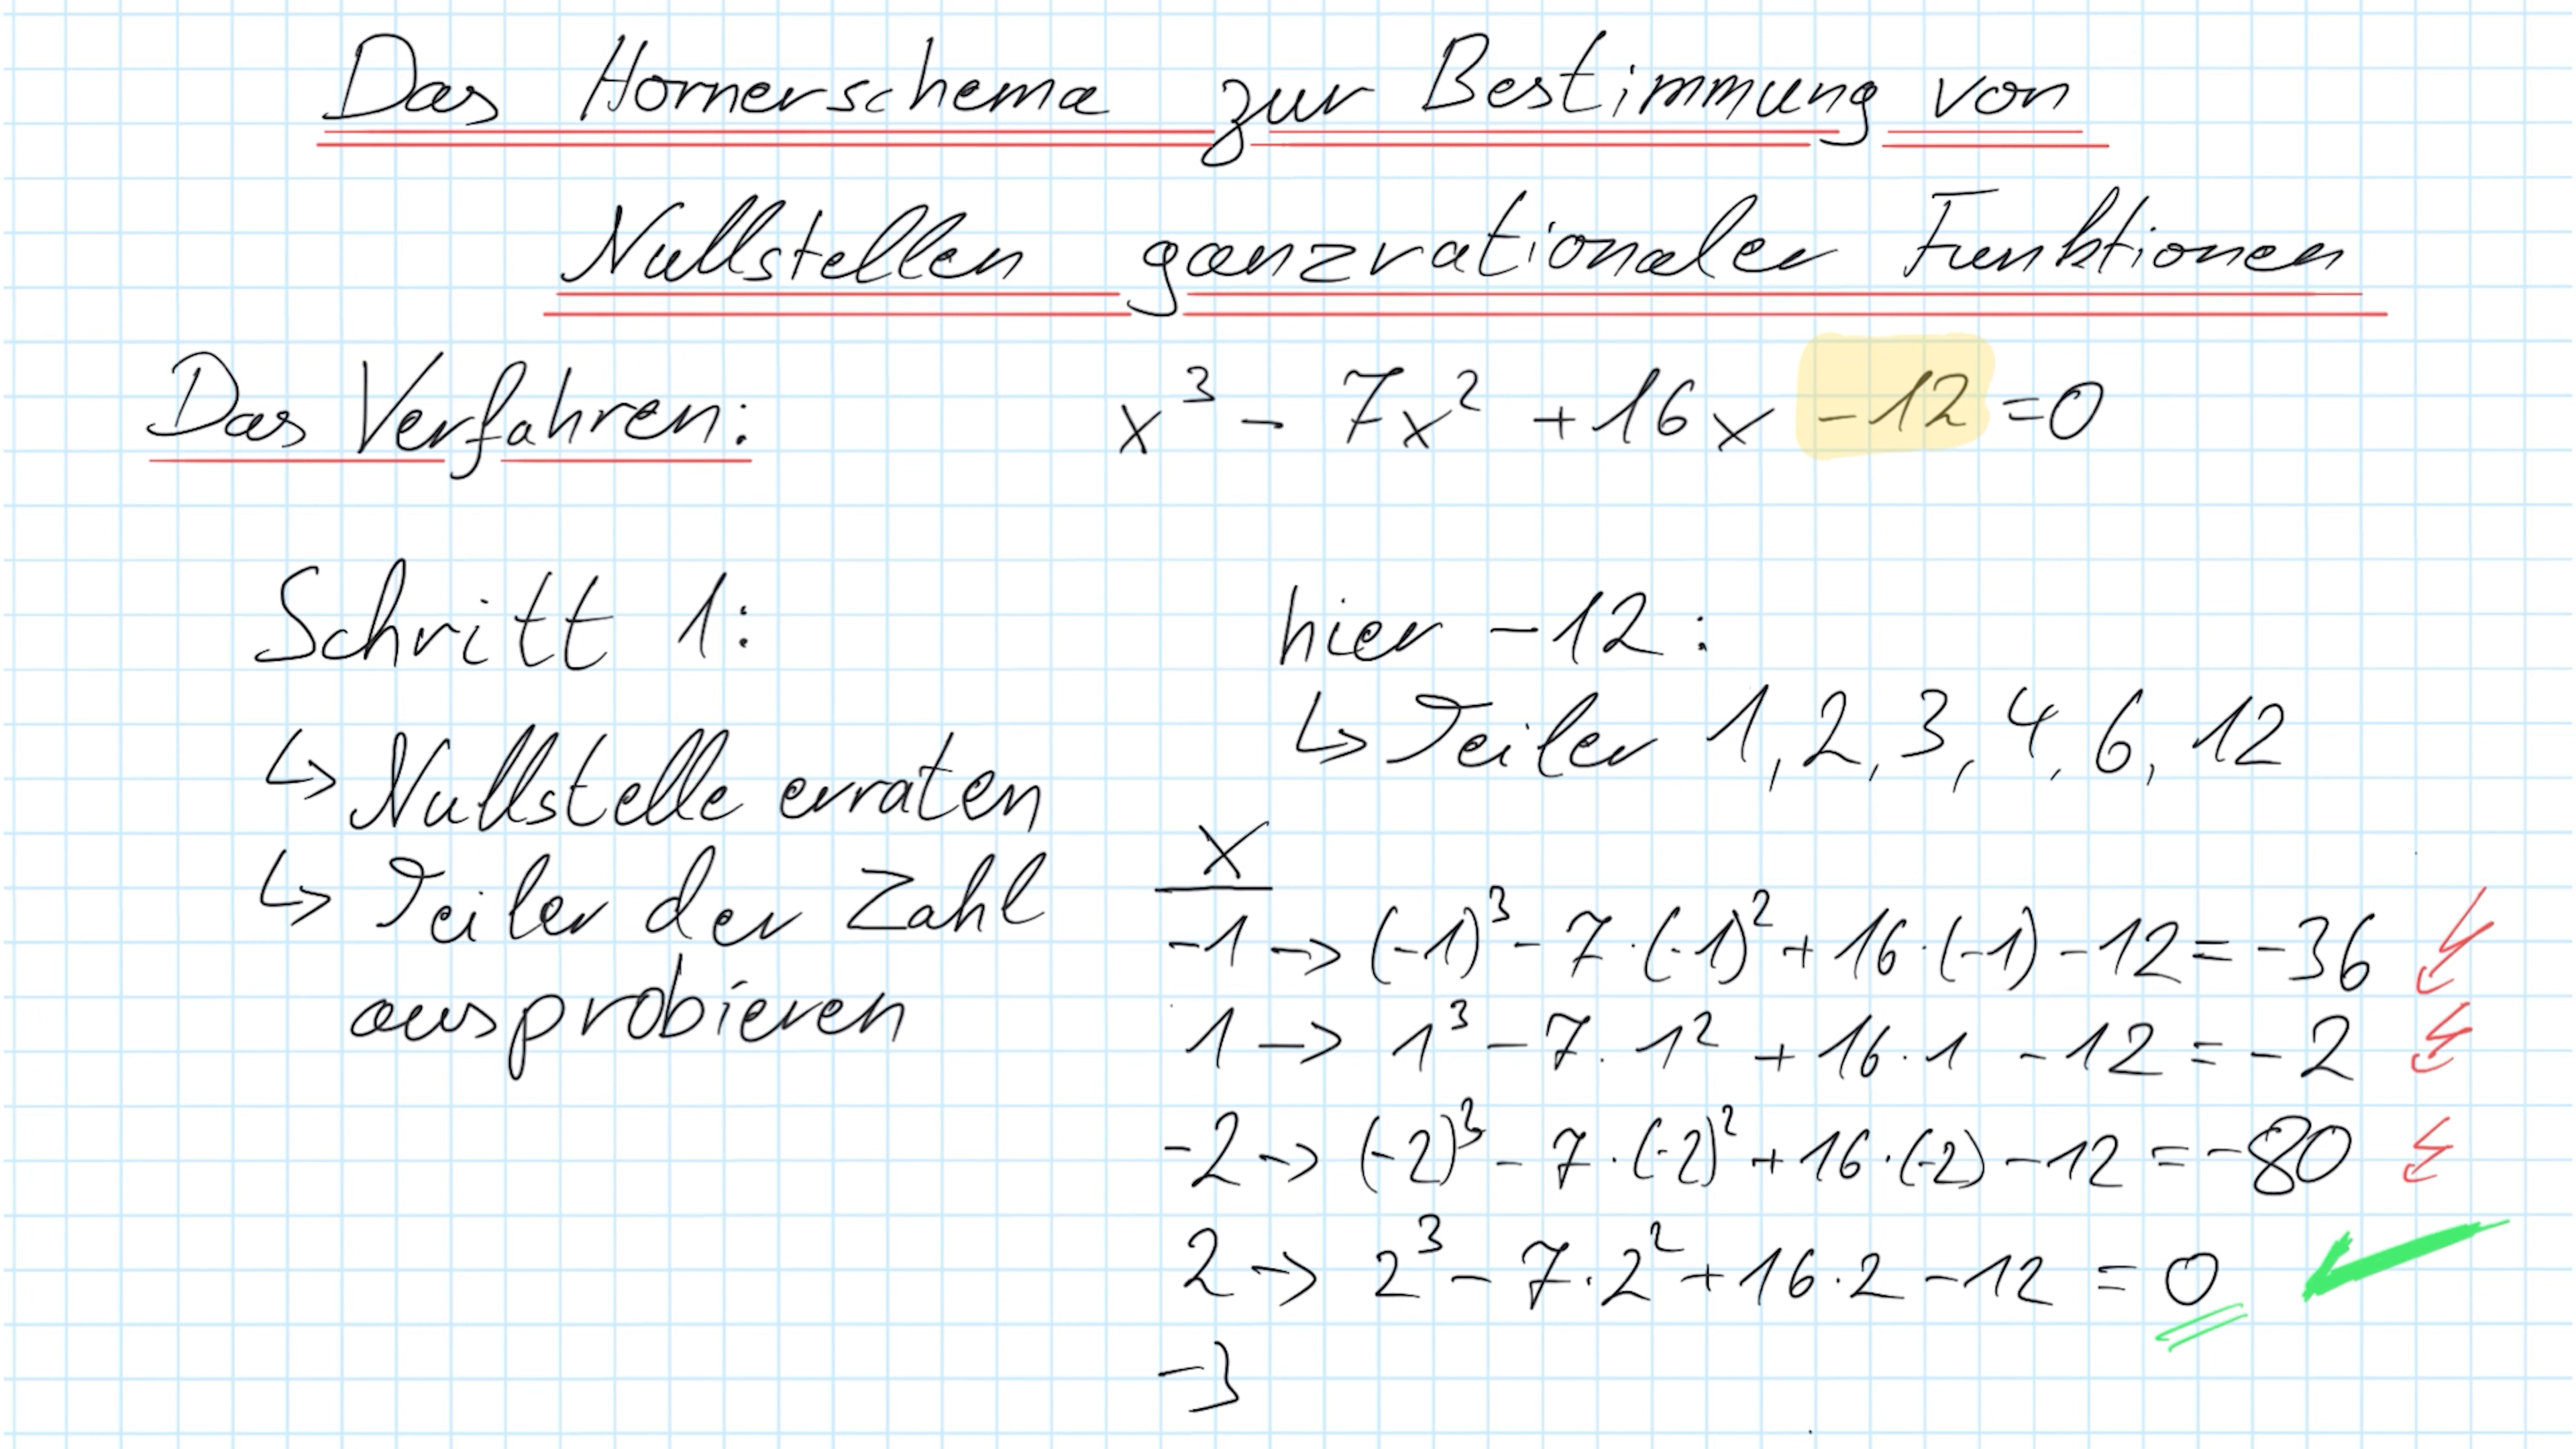 Das Hornerschema zur Bestimmung von
Nullstellen ganzrationaler Funktionen
Das Verfahren: x³ - 7x² + 16x - 12 = 0
Schritt 1:
↳ Nullstelle erraten
↳ Teiler der Zahl
ausprobieren
hier -12:
↳ Teiler 1, 2, 3, 4, 6, 12
x
-1 → (-1)³ - 7·(-1)² + 16·(-1) - 12 = -36
1 → 1³ - 7·1² + 16·1 - 12 = -2
-2 → (-2)³ - 7·(-2)² + 16·(-2) - 12 = -80
2 → 2³ - 7·2² + 16·2 - 12 = 0
-3